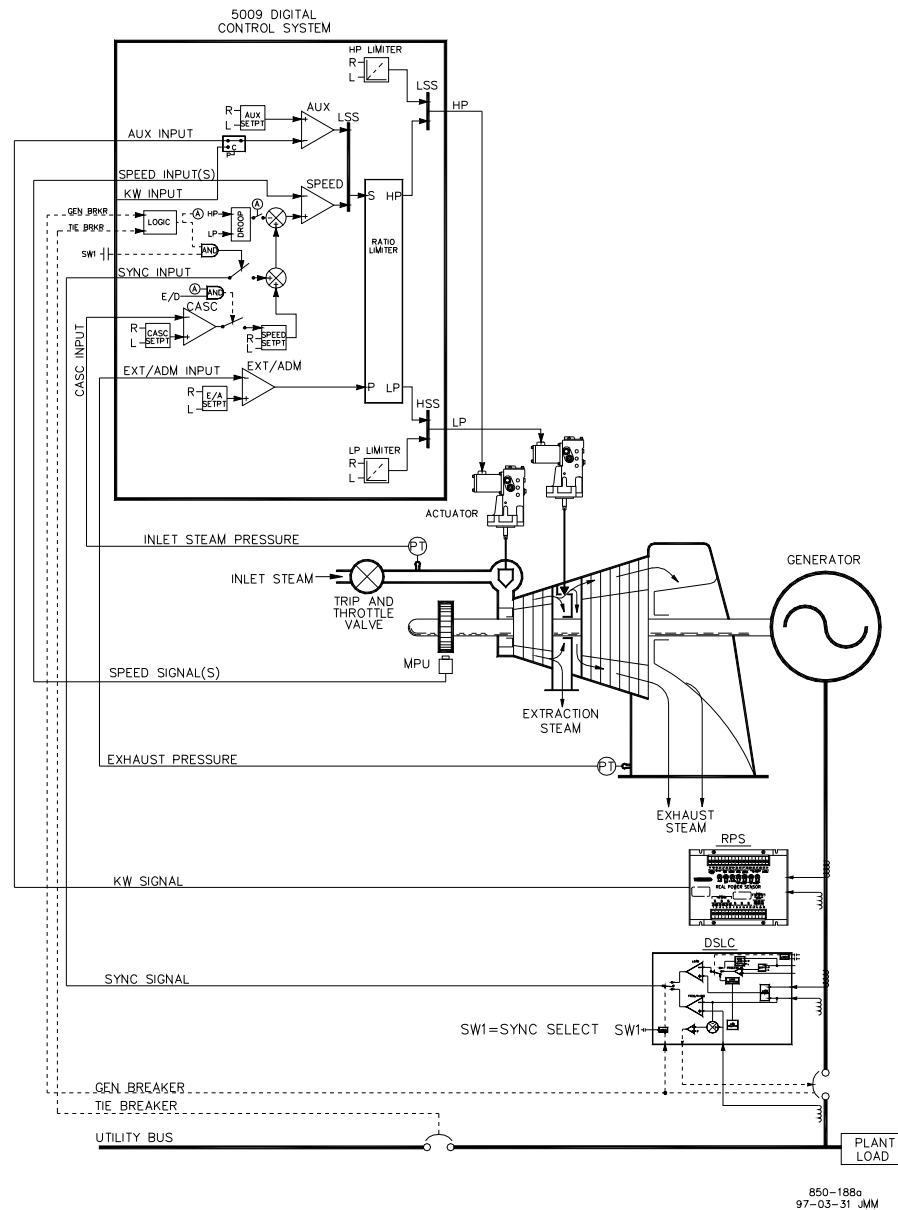 5009 DIGITAL
CONTROL SYSTEM
HP LIMITER
R
L
LSS
HP
AUX
R
L
AUX
SETPT
LSS
AUX INPUT
C
P
SPEED INPUT(S)
SPEED
KW INPUT
S
HP
GEN BRKR
LOGIC
A
HP
LP
DROOP
A
TIE BRKR
RATIO
LIMITER
SW1
AND
SYNC INPUT
E/D
A
AND
CASC
R
L
CASC
SETPT
R
L
SPEED
SETPT
CASC INPUT
EXT/ADM INPUT
EXT/ADM
R
L
E/A
SETPT
P
LP
HSS
LP
LP LIMITER
R
L
ACTUATOR
INLET STEAM PRESSURE
PT
INLET STEAM
TRIP AND
THROTTLE
VALVE
GENERATOR
MPU
SPEED SIGNAL(S)
EXTRACTION
STEAM
EXHAUST PRESSURE
PT
EXHAUST
STEAM
RPS
REAL POWER SENSOR
KW SIGNAL
DSLC
SYNC SIGNAL
SW1=SYNC SELECT
SW1
GEN BREAKER
TIE BREAKER
UTILITY BUS
PLANT
LOAD
850-188a
97-03-31 JMM